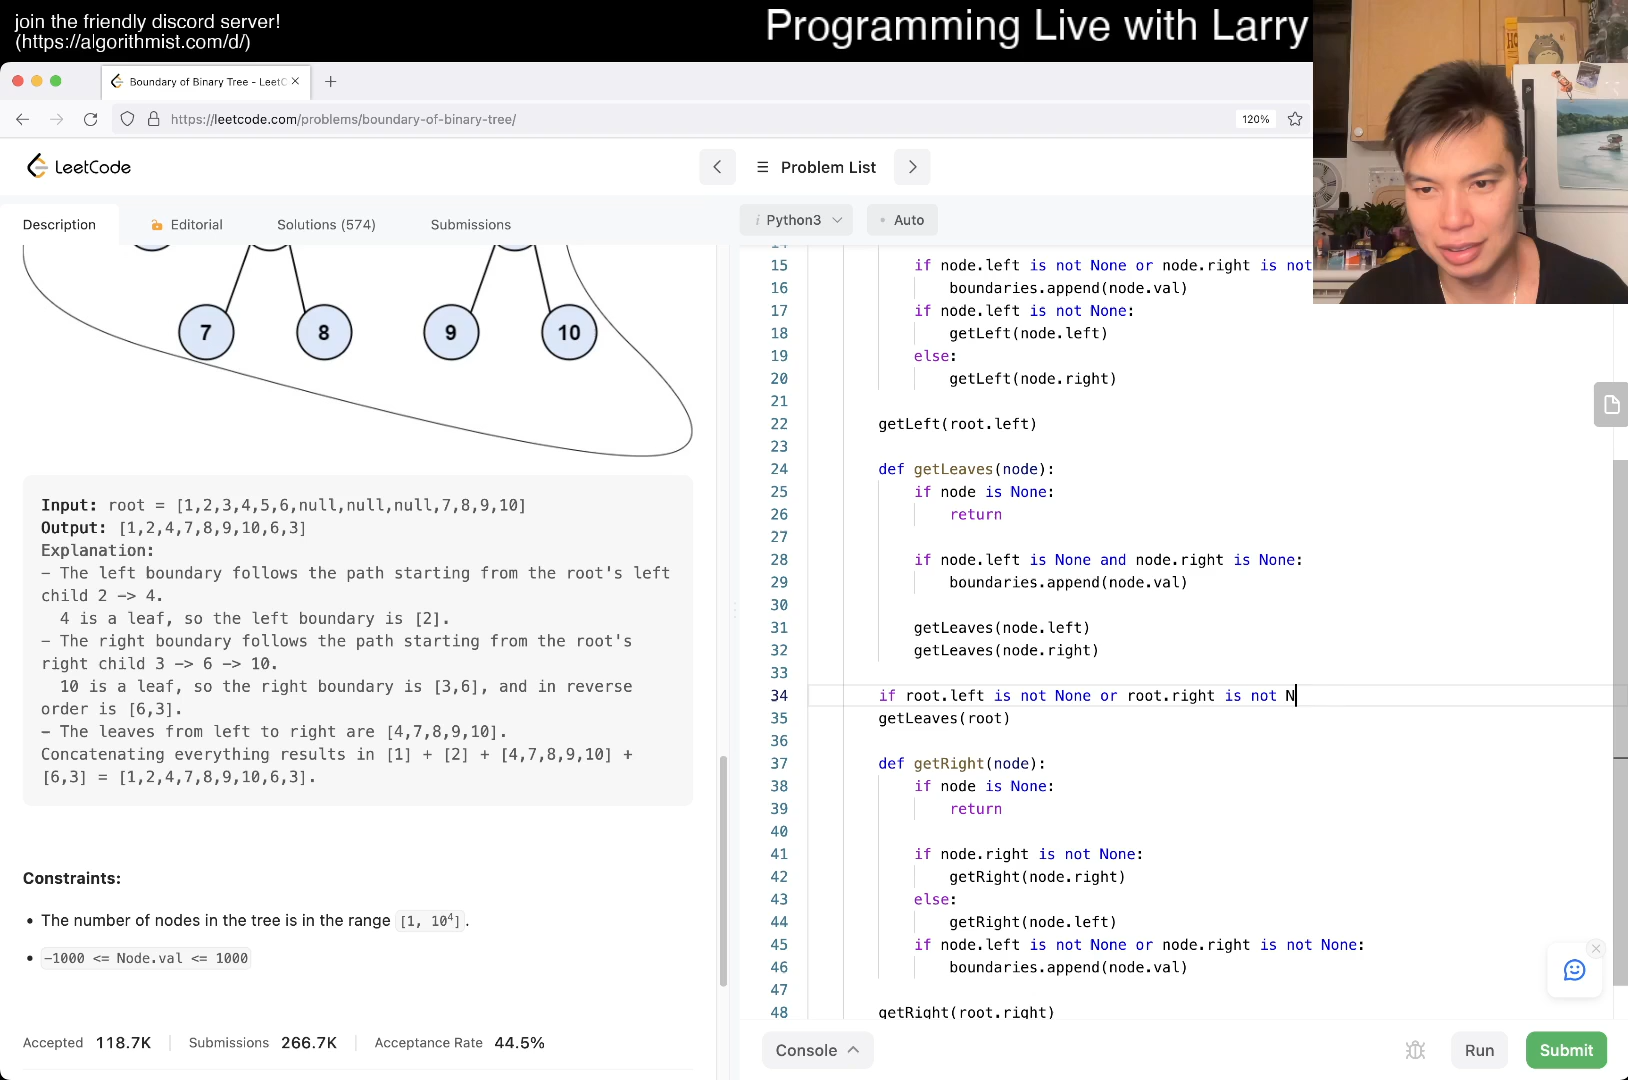 join the friendly discord server!
(https://algorithmist.com/d/)
Programming Live with Larry
Boundary of Binary Tree - LeetC
https://leetcode.com/problems/boundary-of-binary-tree/
120%
LeetCode
Problem List
Description
Editorial
Solutions (574)
Submissions
7
8
9
10
Input: root = [1,2,3,4,5,6,null,null,null,7,8,9,10]
Output: [1,2,4,7,8,9,10,6,3]
Explanation:
- The left boundary follows the path starting from the root's left
child 2 -> 4.
4 is a leaf, so the left boundary is [2].
- The right boundary follows the path starting from the root's
right child 3 -> 6 -> 10.
10 is a leaf, so the right boundary is [3,6], and in reverse
order is [6,3].
- The leaves from left to right are [4,7,8,9,10].
Concatenating everything results in [1] + [2] + [4,7,8,9,10] +
[6,3] = [1,2,4,7,8,9,10,6,3].
Constraints:
• The number of nodes in the tree is in the range [1, 10⁴].
• -1000 <= Node.val <= 1000
Accepted 118.7K
Submissions 266.7K
Acceptance Rate 44.5%
i Python3
• Auto
14
15 if node.left is not None or node.right is not
16 boundaries.append(node.val)
17 if node.left is not None:
18 getLeft(node.left)
19 else:
20 getLeft(node.right)
21
22 getLeft(root.left)
23
24 def getLeaves(node):
25 if node is None:
26 return
27
28 if node.left is None and node.right is None:
29 boundaries.append(node.val)
30
31 getLeaves(node.left)
32 getLeaves(node.right)
33
34 if root.left is not None or root.right is not N
35 getLeaves(root)
36
37 def getRight(node):
38 if node is None:
39 return
40
41 if node.right is not None:
42 getRight(node.right)
43 else:
44 getRight(node.left)
45 if node.left is not None or node.right is not None:
46 boundaries.append(node.val)
47
48 getRight(root.right)
Console
Run
Submit